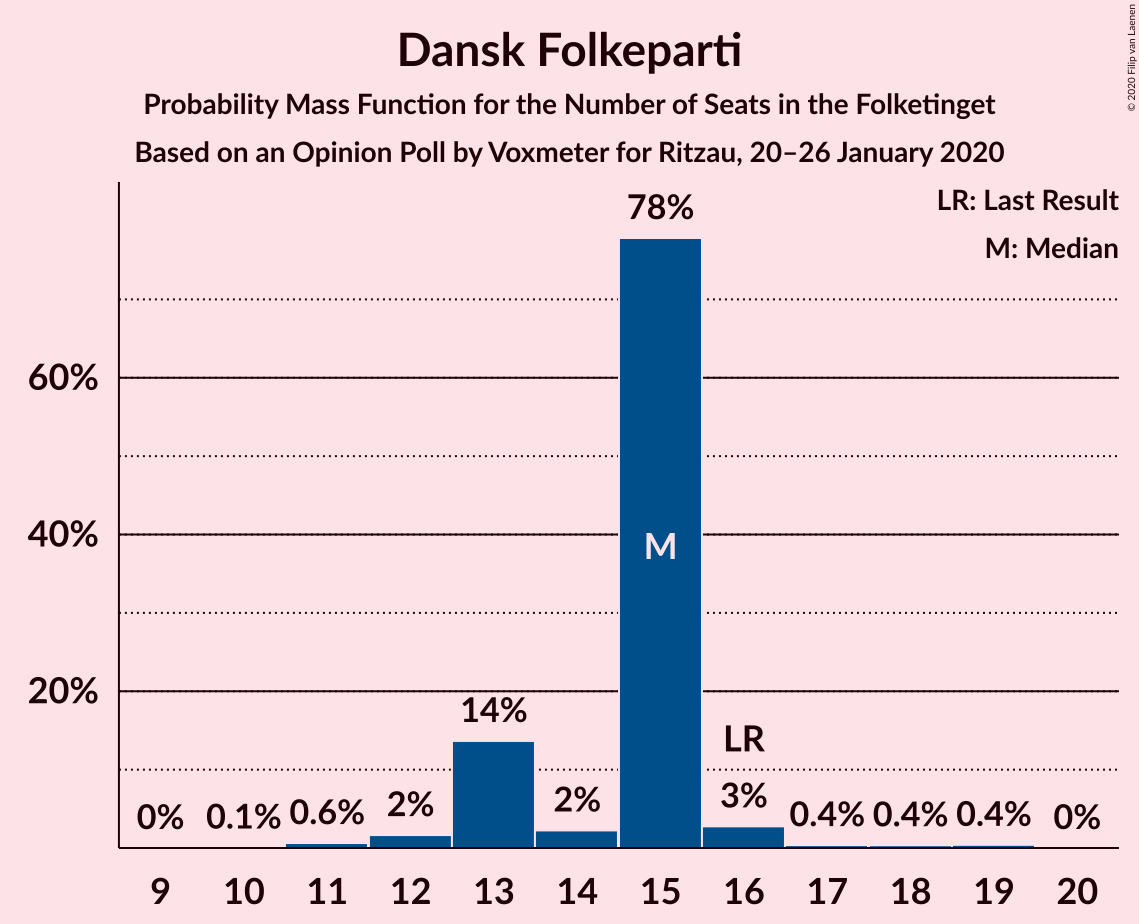 Dansk Folkeparti
Probability Mass Function for the Number of Seats in the Folketinget
Based on an Opinion Poll by Voxmeter for Ritzau, 20–26 January 2020
© 2020 Filip van Laenen
LR: Last Result
M: Median
60%
40%
20%
0%
0.1%
0.6%
2%
14%
2%
78%
M
LR
3%
0.4%
0.4%
0.4%
0%
9 10 11 12 13 14 15 16 17 18 19 20